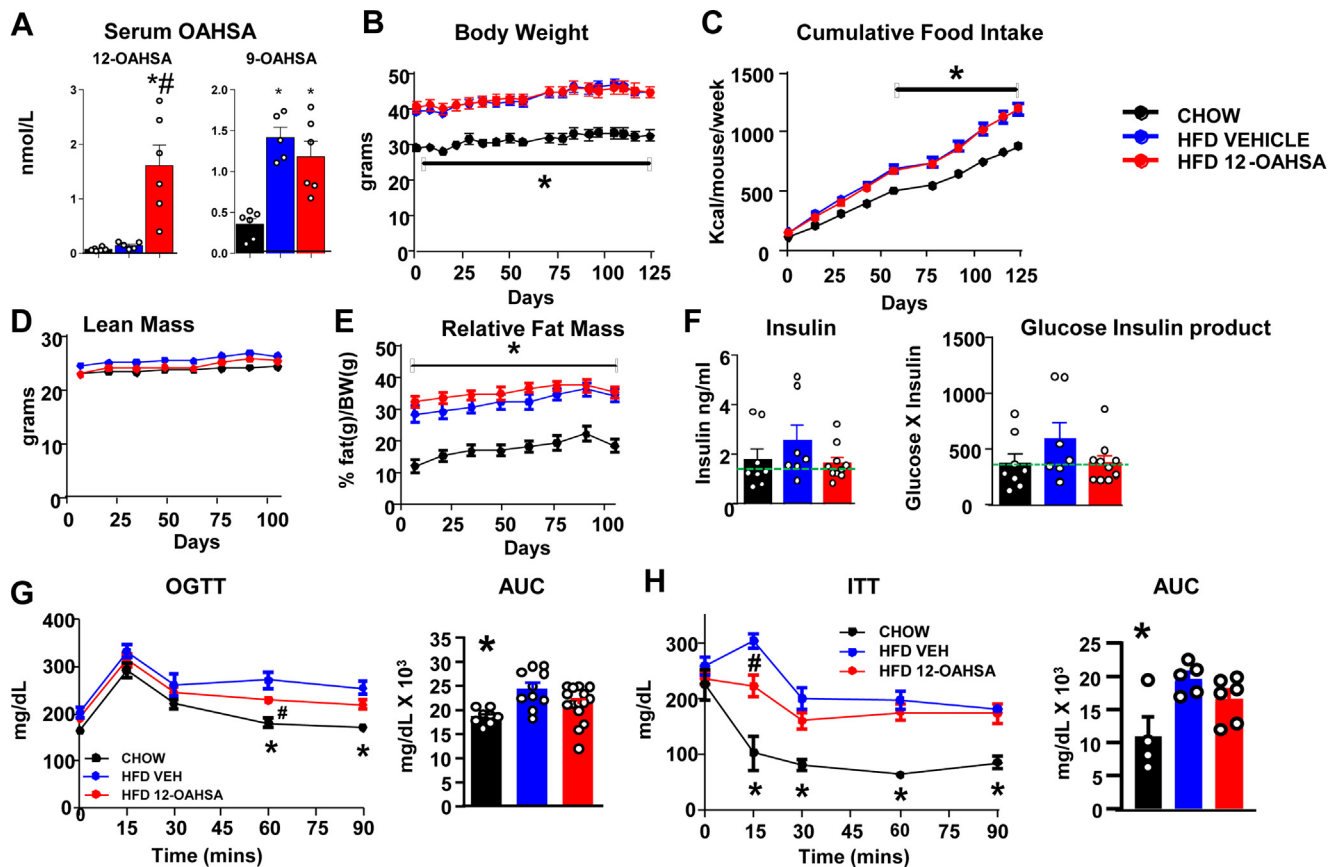 A
Serum OAHSA
12-OAHSA
9-OAHSA
nmol/L
3
2
1
0
*#
2.0
1.5
1.0
0.5
0.0
*
*
B
Body Weight
grams
50
40
30
20
10
0
*
0 25 50 75 100 125
Days
C
Cumulative Food Intake
Kcal/mouse/week
1500
1000
500
0
*
0 25 50 75 100 125
Days
CHOW
HFD VEHICLE
HFD 12-OAHSA
D
Lean Mass
grams
30
20
10
0
0 25 50 75 100
Days
E
Relative Fat Mass
% fat(g)/BW(g)
50
40
30
20
10
0
*
0 25 50 75 100
Days
F
Insulin
Insulin ng/ml
6
4
2
0
Glucose Insulin product
Glucose X Insulin
1500
1000
500
0
G
OGTT
mg/dL
400
300
200
100
0
#
*
*
CHOW
HFD VEH
HFD 12-OAHSA
0 15 30 45 60 75 90
Time (mins)
AUC
mg/dL X 10³
35
30
25
20
15
10
5
0
*
H
ITT
mg/dL
300
200
100
0
CHOW
HFD VEH
HFD 12-OAHSA
#
*
*
*
*
0 15 30 45 60 75 90
Time (mins)
AUC
mg/dL X 10³
25
20
15
10
15
0
*